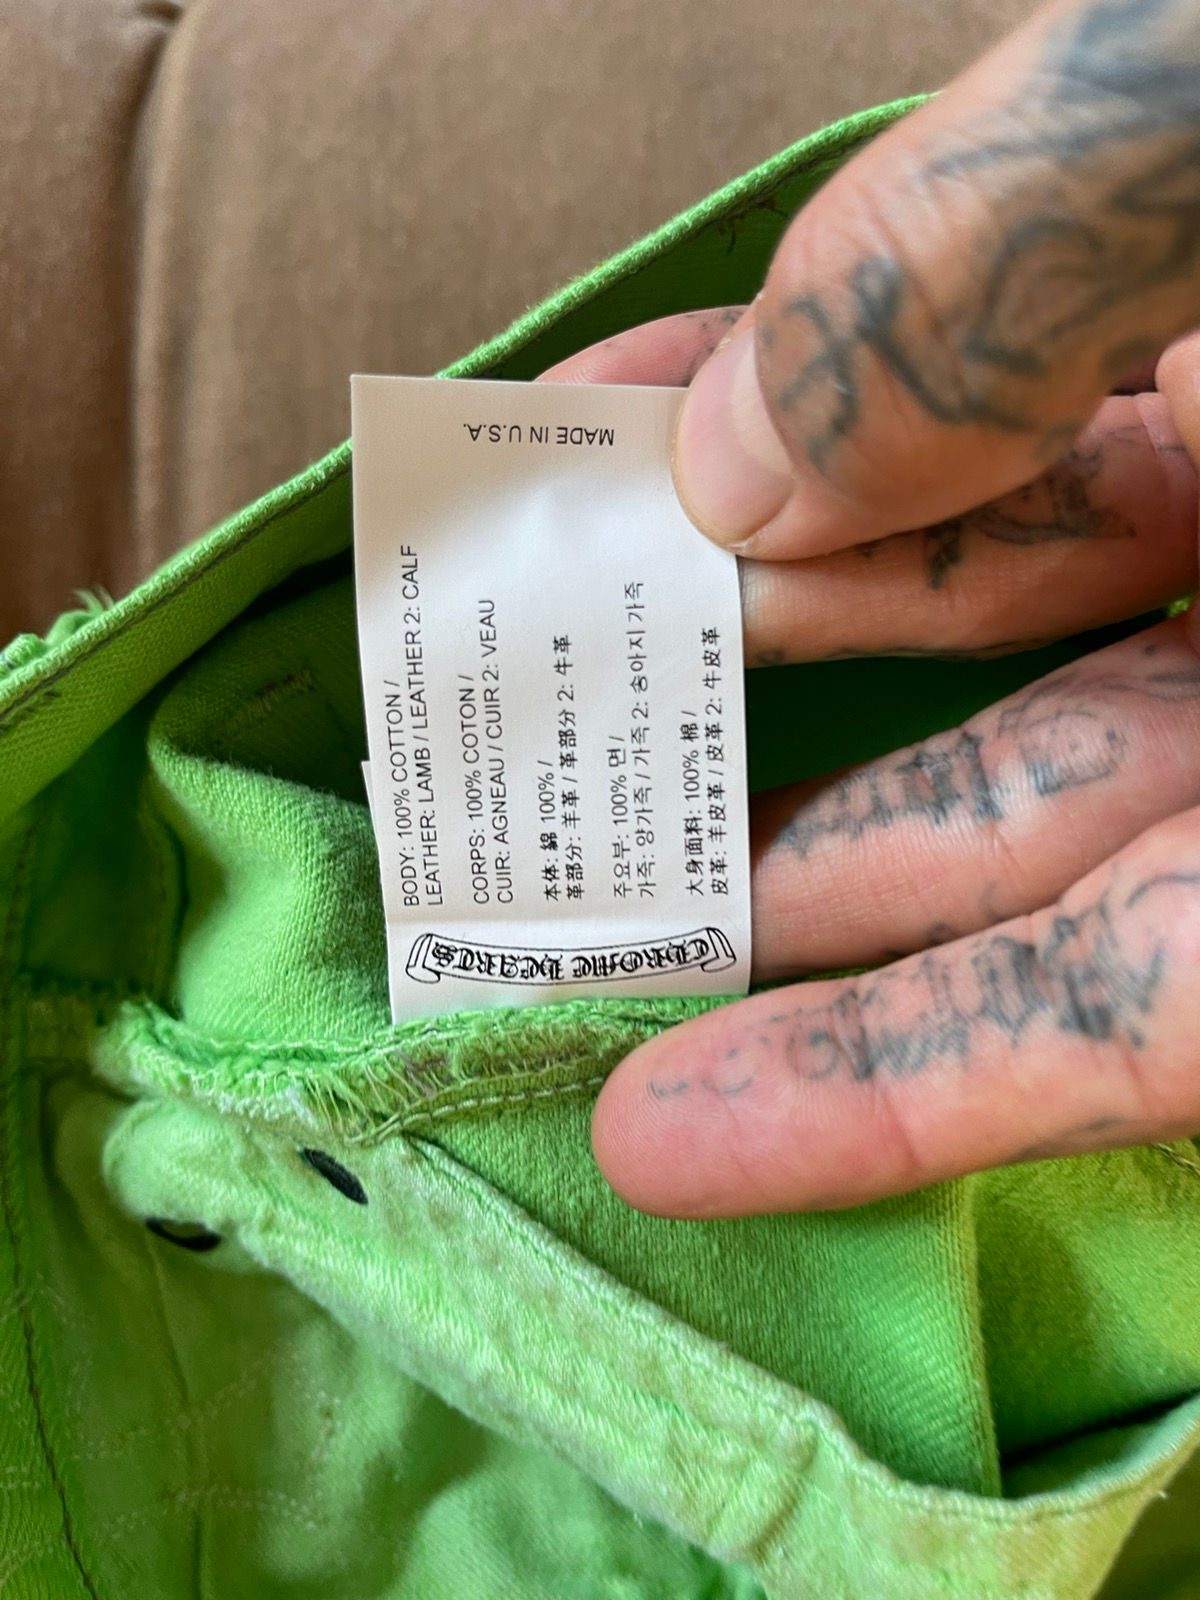 MADE IN U.S.A.
BODY: 100% COTTON /
LEATHER: LAMB / LEATHER 2: CALF
CORPS: 100% COTON /
CUIR: AGNEAU / CUIR 2: VEAU
本体: 綿 100% /
革部分: 羊革 / 革部分 2: 牛革
주요부: 100% 면 /
가죽: 양가죽 / 가죽 2: 송아지 가죽
大身面料: 100% 棉 /
皮革: 羊皮革 / 皮革 2: 牛皮革
CHROME HEARTS